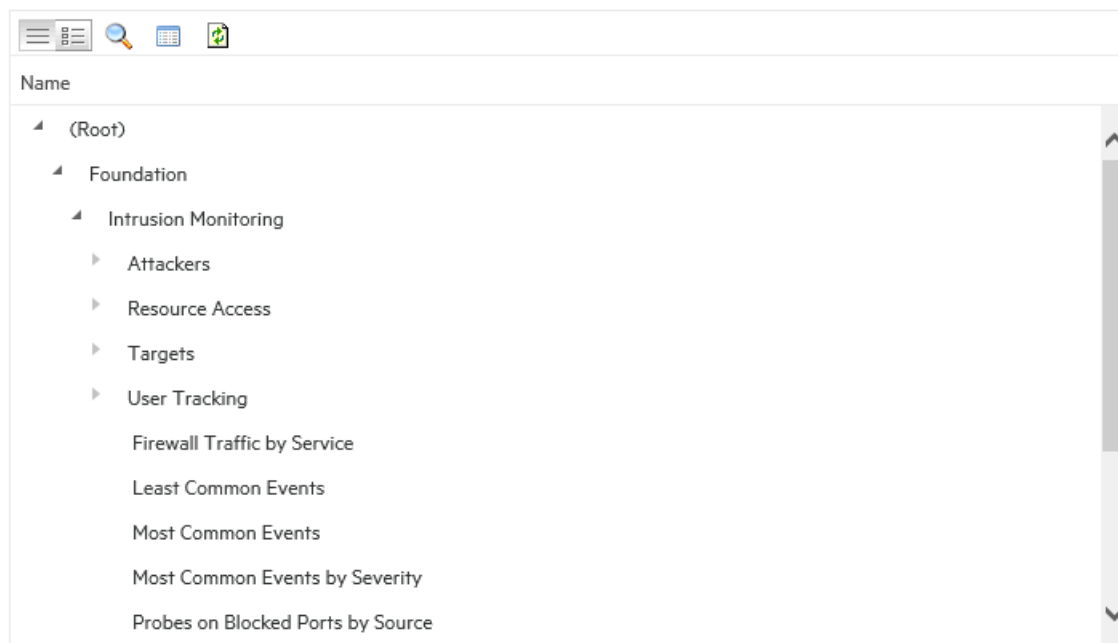 Name
(Root)
Foundation
Intrusion Monitoring
Attackers
Resource Access
Targets
User Tracking
Firewall Traffic by Service
Least Common Events
Most Common Events
Most Common Events by Severity
Probes on Blocked Ports by Source